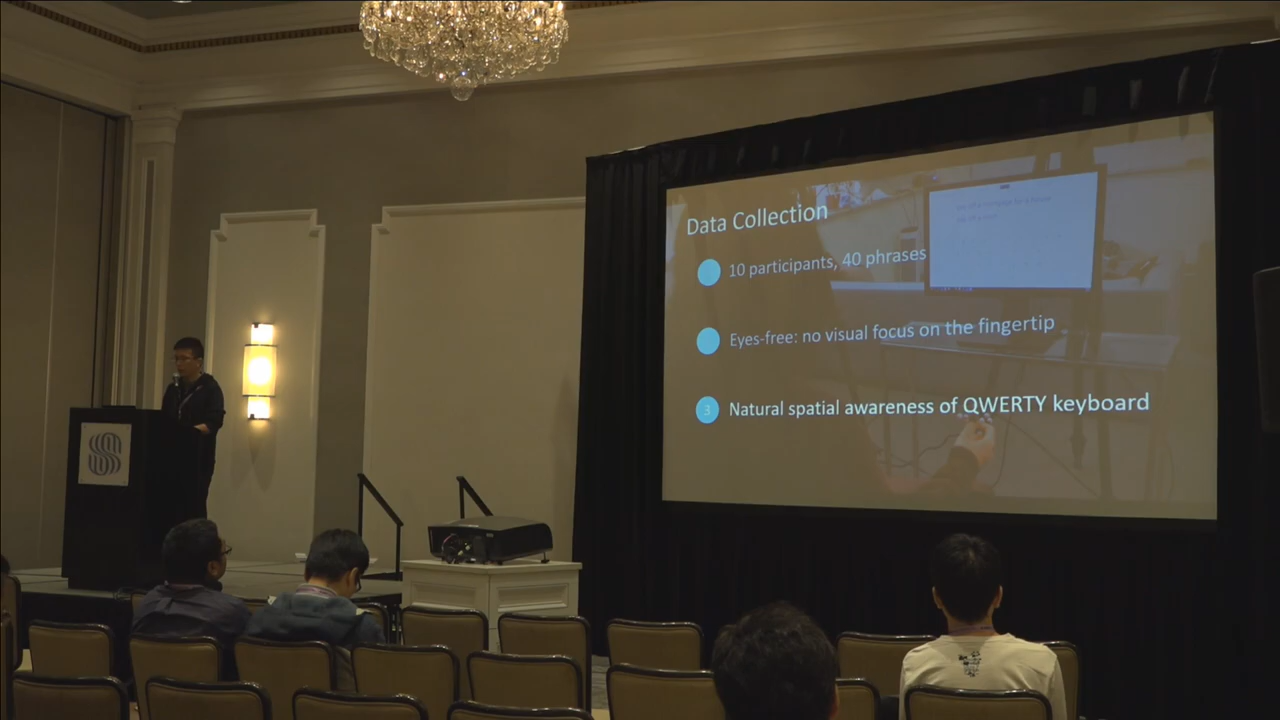 Data Collection
10 participants, 40 phrases
Eyes-free: no visual focus on the fingertip
3 Natural spatial awareness of QWERTY keyboard